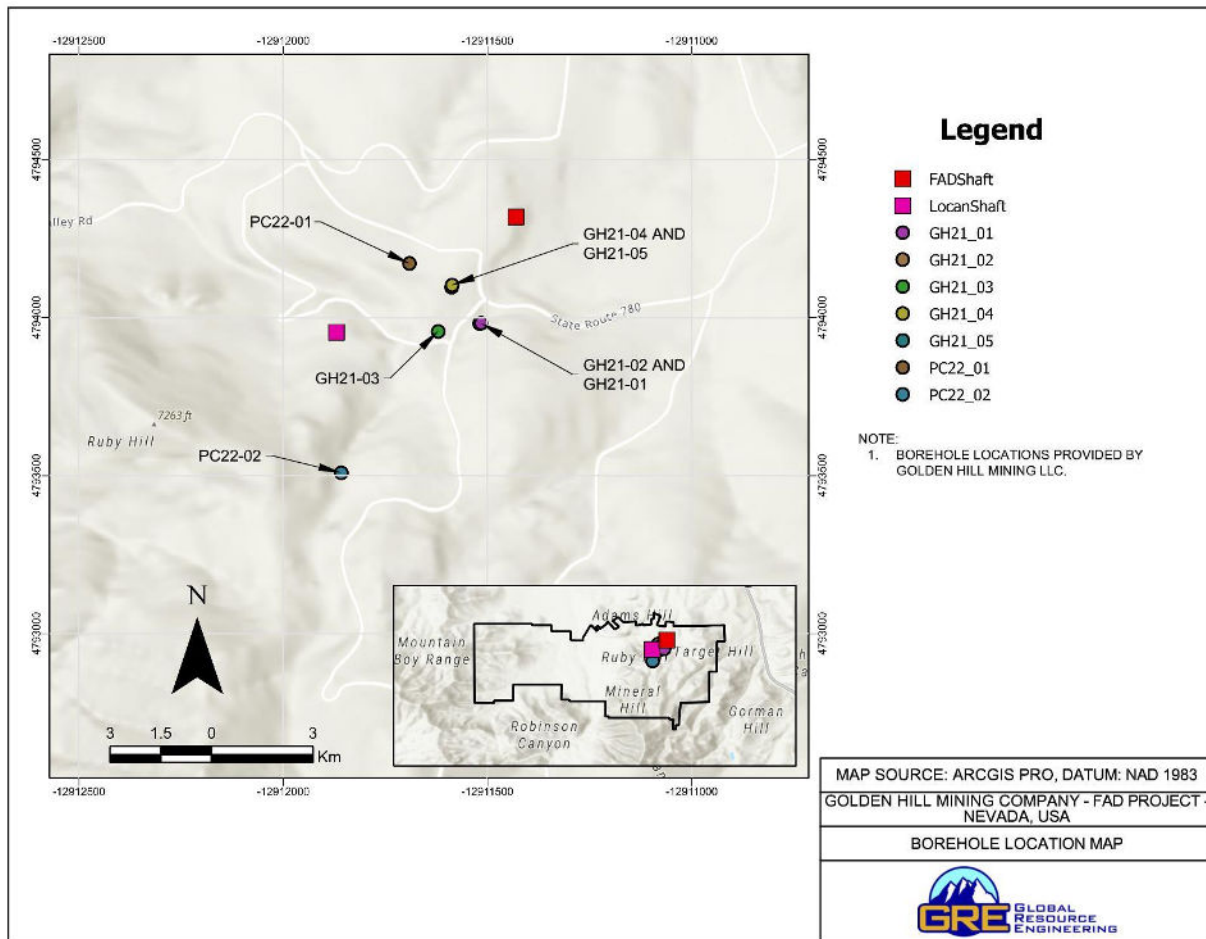 -12912500
-12912000
-12911500
-12911000
4794500
4794500
4794000
4794000
4793500
4793500
4793000
4793000
lley Rd
PC22-01
GH21-04 AND
GH21-05
State Route 780
GH21-03
GH21-02 AND
GH21-01
7263 ft
Ruby Hill
PC22-02
N
3 1.5 0 3
Km
Adams Hill
Mountain
Boy Range
Ruby
Target Hill
Mineral
Hill
Robinson
Canyon
Gorman
Hill
-12912500
-12912000
-12911500
-12911000
Legend
FADShaft
LocanShaft
GH21_01
GH21_02
GH21_03
GH21_04
GH21_05
PC22_01
PC22_02
NOTE:
1. BOREHOLE LOCATIONS PROVIDED BY
GOLDEN HILL MINING LLC.
MAP SOURCE: ARCGIS PRO, DATUM: NAD 1983
GOLDEN HILL MINING COMPANY - FAD PROJECT -
NEVADA, USA
BOREHOLE LOCATION MAP
GRE GLOBAL
RESOURCE
ENGINEERING